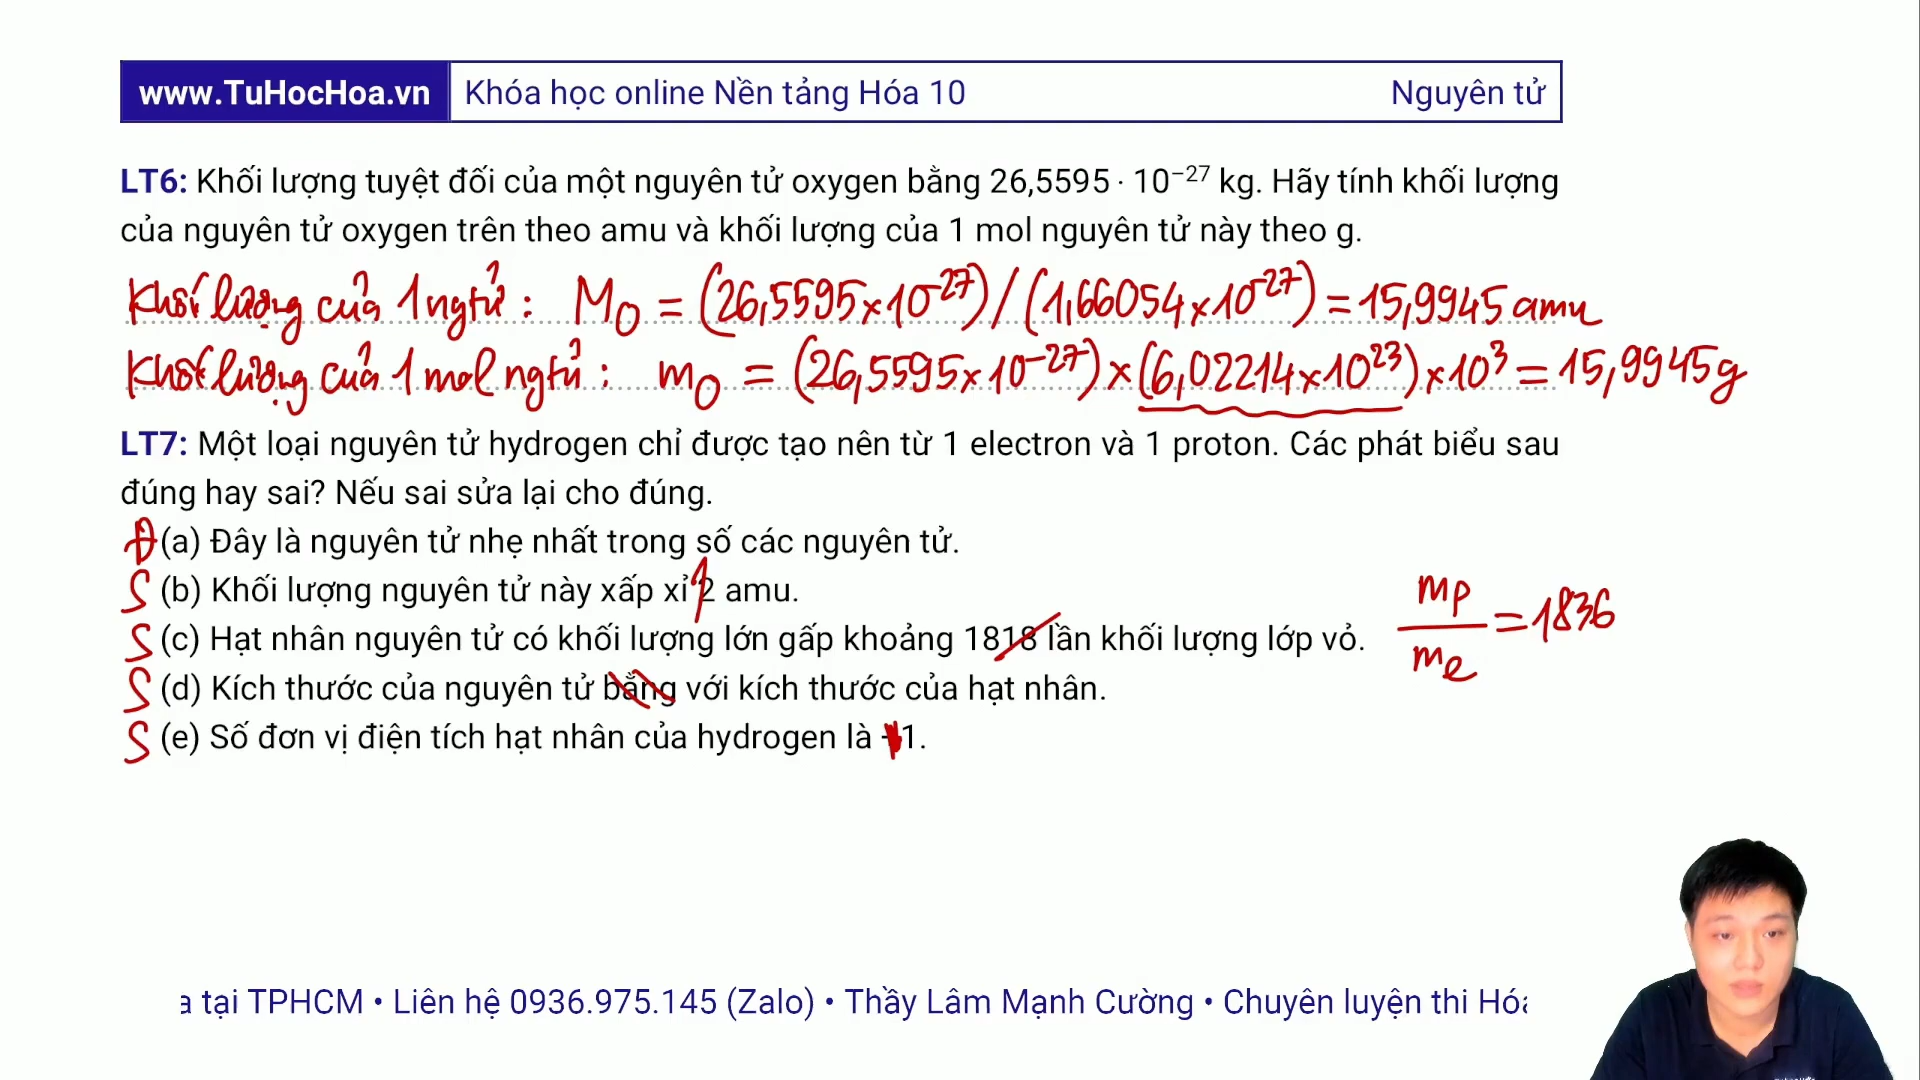 www.TuHocHoa.vn Khóa học online Nền tảng Hóa 10 Nguyên tử
LT6: Khối lượng tuyệt đối của một nguyên tử oxygen bằng 26,5595 · 10⁻²⁷ kg. Hãy tính khối lượng
của nguyên tử oxygen trên theo amu và khối lượng của 1 mol nguyên tử này theo g.
Khối lượng của 1 ngtử : M_O = (26,5595×10⁻²⁷) / (1,66054×10⁻²⁷) = 15,9945 amu
Khối lượng của 1 mol ngtử : m_O = (26,5595×10⁻²⁷)×(6,02214×10²³)×10³ = 15,9945g
LT7: Một loại nguyên tử hydrogen chỉ được tạo nên từ 1 electron và 1 proton. Các phát biểu sau
đúng hay sai? Nếu sai sửa lại cho đúng.
Đ (a) Đây là nguyên tử nhẹ nhất trong số các nguyên tử.
S (b) Khối lượng nguyên tử này xấp xỉ 1 2 amu.
S (c) Hạt nhân nguyên tử có khối lượng lớn gấp khoảng 1818 lần khối lượng lớp vỏ. mp/me = 1836
S (d) Kích thước của nguyên tử bằng với kích thước của hạt nhân.
S (e) Số đơn vị điện tích hạt nhân của hydrogen là +1.
a tại TPHCM • Liên hệ 0936.975.145 (Zalo) • Thầy Lâm Mạnh Cường • Chuyên luyện thi Hóa